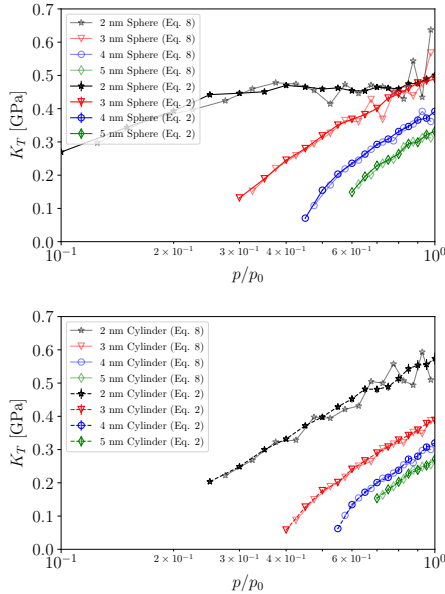 0.7
0.6
0.5
0.4
0.3
0.2
0.1
0.0
K_T [GPa]
2 nm Sphere (Eq. 8)
3 nm Sphere (Eq. 8)
4 nm Sphere (Eq. 8)
5 nm Sphere (Eq. 8)
2 nm Sphere (Eq. 2)
3 nm Sphere (Eq. 2)
4 nm Sphere (Eq. 2)
5 nm Sphere (Eq. 2)
10⁻¹ 2 × 10⁻¹ 3 × 10⁻¹ 4 × 10⁻¹ 6 × 10⁻¹ 10⁰
p/p₀
0.7
0.6
0.5
0.4
0.3
0.2
0.1
0.0
K_T [GPa]
2 nm Cylinder (Eq. 8)
3 nm Cylinder (Eq. 8)
4 nm Cylinder (Eq. 8)
5 nm Cylinder (Eq. 8)
2 nm Cylinder (Eq. 2)
3 nm Cylinder (Eq. 2)
4 nm Cylinder (Eq. 2)
5 nm Cylinder (Eq. 2)
10⁻¹ 2 × 10⁻¹ 3 × 10⁻¹ 4 × 10⁻¹ 6 × 10⁻¹ 10⁰
p/p₀